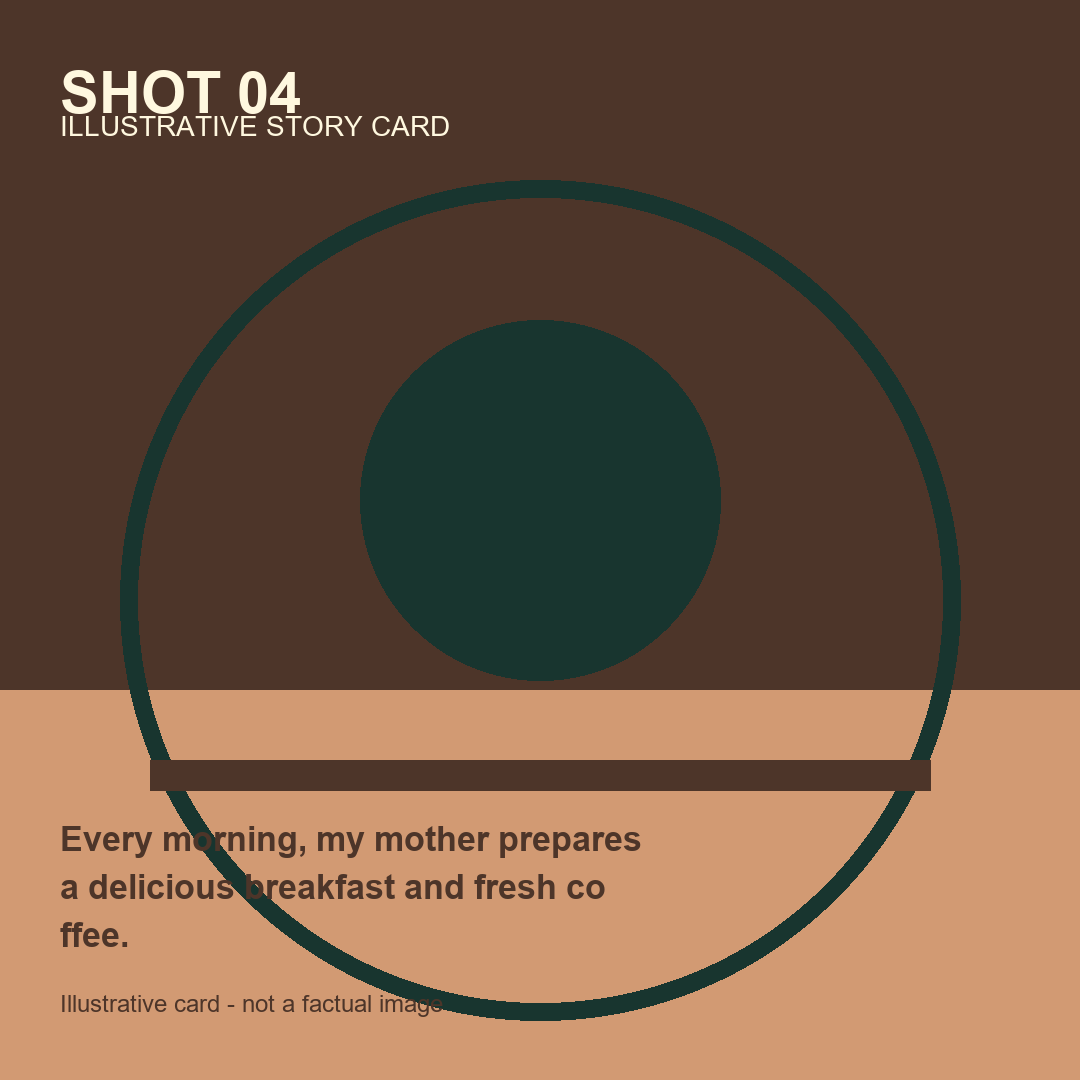 SHOT 04
ILLUSTRATIVE STORY CARD
Every morning, my mother prepares
a delicious breakfast and fresh co
ffee.
Illustrative card - not a factual image